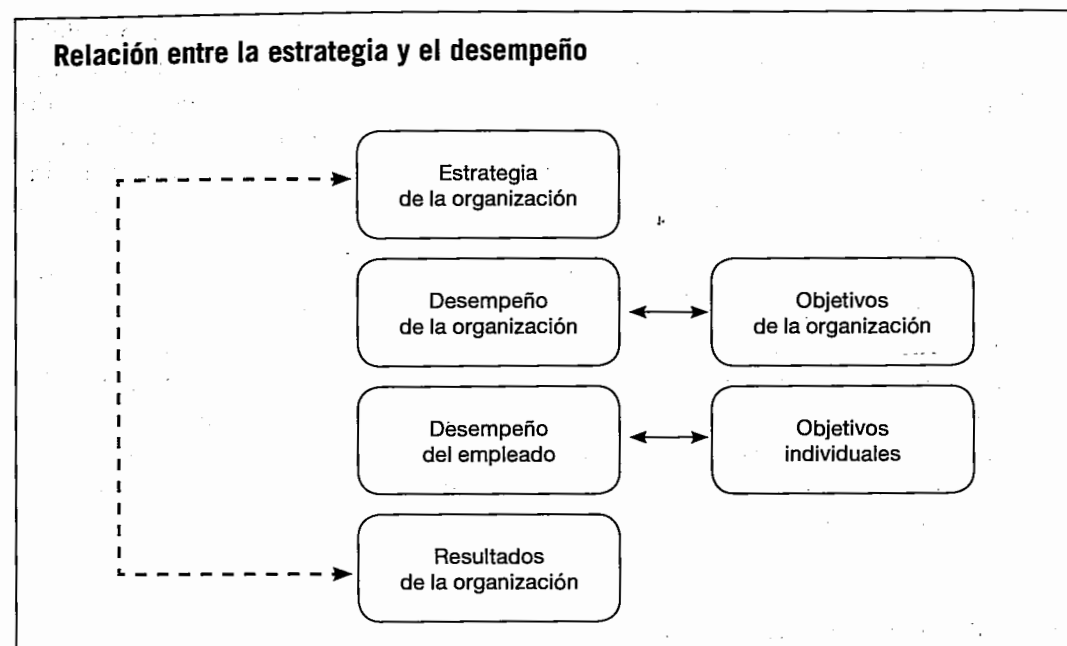 Relación entre la estrategia y el desempeño
Estrategia
de la organización
Desempeño
de la organización
Objetivos
de la organización
Desempeño
del empleado
Objetivos
individuales
Resultados
de la organización